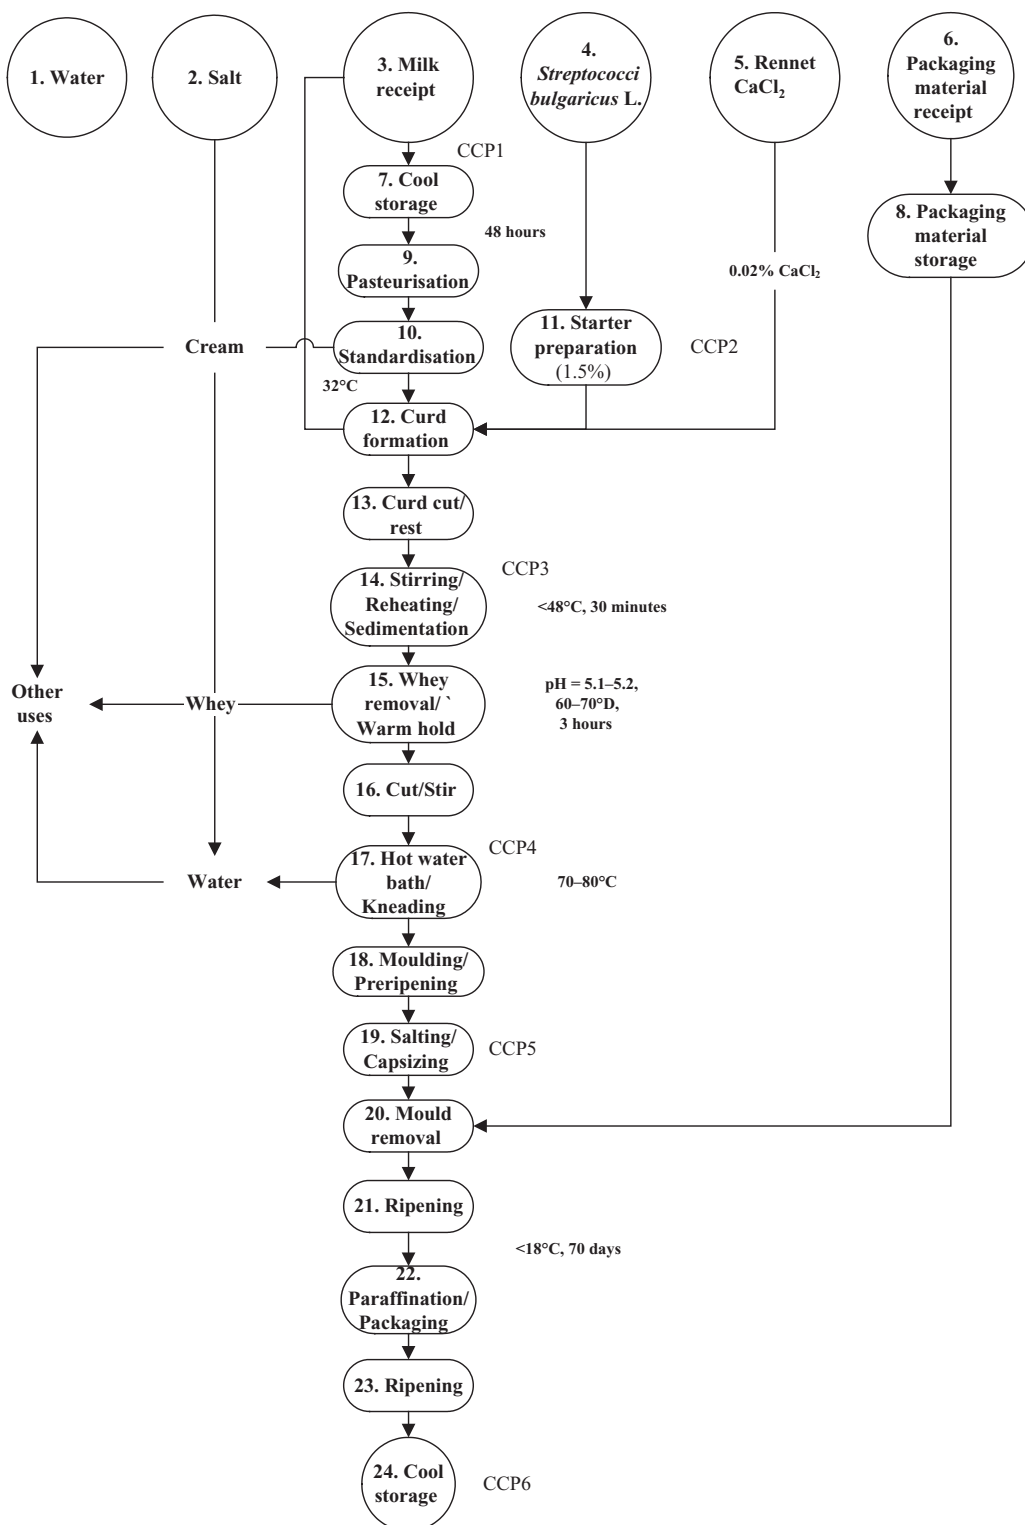 1. Water
2. Salt
3. Milk
receipt
4.
Streptococci
bulgaricus L.
5. Rennet
CaCl₂
6.
Packaging
material
receipt
CCP1
7. Cool
storage
8. Packaging
material
storage
48 hours
9.
Pasteurisation
0.02% CaCl₂
Cream
10.
Standardisation
11. Starter
preparation
(1.5%)
CCP2
32°C
12. Curd
formation
13. Curd cut/
rest
CCP3
14. Stirring/
Reheating/
Sedimentation
<48°C, 30 minutes
Other
uses
Whey
15. Whey
removal/ `
Warm hold
pH = 5.1–5.2,
60–70°D,
3 hours
16. Cut/Stir
CCP4
Water
17. Hot water
bath/
Kneading
70–80°C
18. Moulding/
Preripening
19. Salting/
Capsizing
CCP5
20. Mould
removal
21. Ripening
<18°C, 70 days
22.
Paraffination/
Packaging
23. Ripening
24. Cool
storage
CCP6